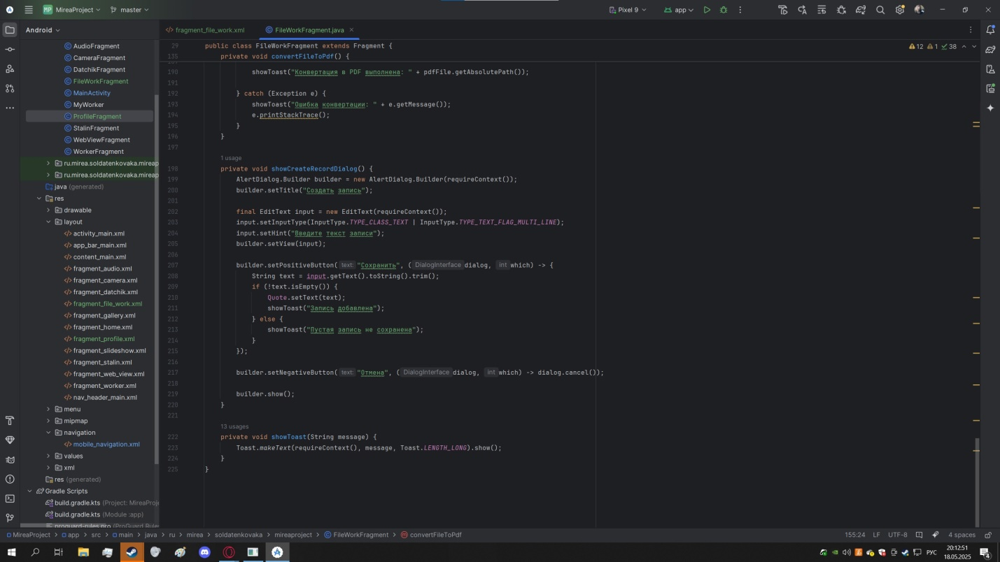 MP MireaProject
master
Pixel 9
app
Android
fragment_file_work.xml
FileWorkFragment.java
AudioFragment
CameraFragment
DatchikFragment
FileWorkFragment
MainActivity
MyWorker
ProfileFragment
StalinFragment
WebViewFragment
WorkerFragment
ru.mirea.soldatenkovaka.mireap
ru.mirea.soldatenkovaka.mireap
java (generated)
res
drawable
layout
activity_main.xml
app_bar_main.xml
content_main.xml
fragment_audio.xml
fragment_camera.xml
fragment_datchik.xml
fragment_file_work.xml
fragment_gallery.xml
fragment_home.xml
fragment_profile.xml
fragment_slideshow.xml
fragment_stalin.xml
fragment_web_view.xml
fragment_worker.xml
nav_header_main.xml
menu
mipmap
navigation
mobile_navigation.xml
values
xml
res (generated)
Gradle Scripts
build.gradle.kts (Project: MireaProje
build.gradle.kts (Module :app)
proguard-rules.pro (ProGuard Rules
29 public class FileWorkFragment extends Fragment {
135 private void convertFileToPdf() {
12 1 38
190 showToast("Конвертация в PDF выполнена: " + pdfFile.getAbsolutePath());
191
192 } catch (Exception e) {
193 showToast("Ошибка конвертации: " + e.getMessage());
194 e.printStackTrace();
195 }
196 }
197
1 usage
198 private void showCreateRecordDialog() {
199 AlertDialog.Builder builder = new AlertDialog.Builder(requireContext());
200 builder.setTitle("Создать запись");
201
202 final EditText input = new EditText(requireContext());
203 input.setInputType(InputType.TYPE_CLASS_TEXT | InputType.TYPE_TEXT_FLAG_MULTI_LINE);
204 input.setHint("Введите текст записи");
205 builder.setView(input);
206
207 builder.setPositiveButton( text: "Сохранить", ( DialogInterface dialog, int which) -> {
208 String text = input.getText().toString().trim();
209 if (!text.isEmpty()) {
210 Quote.setText(text);
211 showToast("Запись добавлена");
212 } else {
213 showToast("Пустая запись не сохранена");
214 }
215 });
216
217 builder.setNegativeButton( text: "Отмена", ( DialogInterface dialog, int which) -> dialog.cancel());
218
219 builder.show();
220 }
221
13 usages
222 private void showToast(String message) {
223 Toast.makeText(requireContext(), message, Toast.LENGTH_LONG).show();
224 }
225 }
MireaProject > app > src > main > java > ru > mirea > soldatenkovaka > mireaproject > FileWorkFragment > convertFileToPdf
155:24 LF UTF-8 4 spaces
РУС
20:12:51
18.05.2025
4